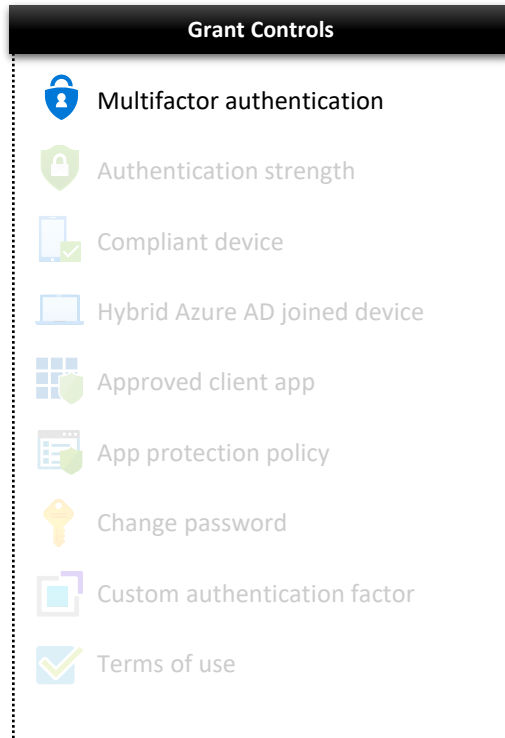 Grant Controls
Multifactor authentication
Authentication strength
Compliant device
Hybrid Azure AD joined device
Approved client app
App protection policy
Change password
Custom authentication factor
Terms of use